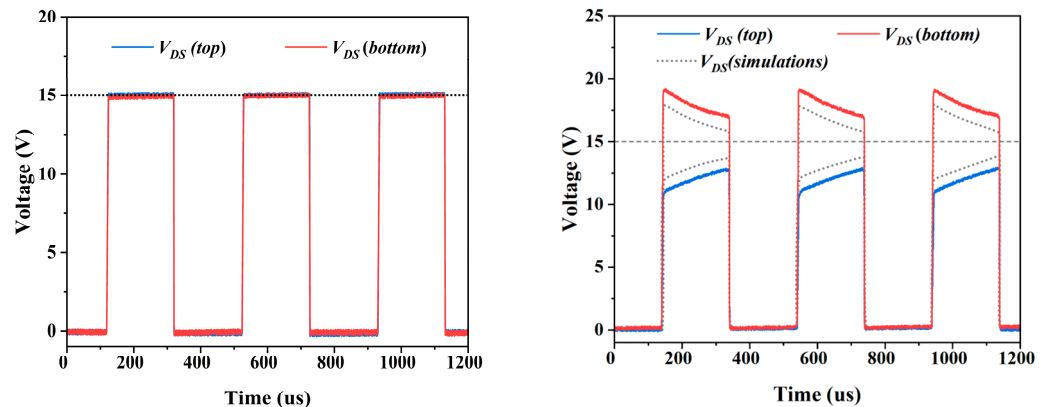 20
15
10
5
0
0 200 400 600 800 1000 1200
Voltage (V)
Time (us)
V_DS (top) V_DS (bottom)
25
20
15
10
5
0
200 400 600 800 1000 1200
Voltage (V)
Time (us)
V_DS (top) V_DS (bottom)
V_DS(simulations)